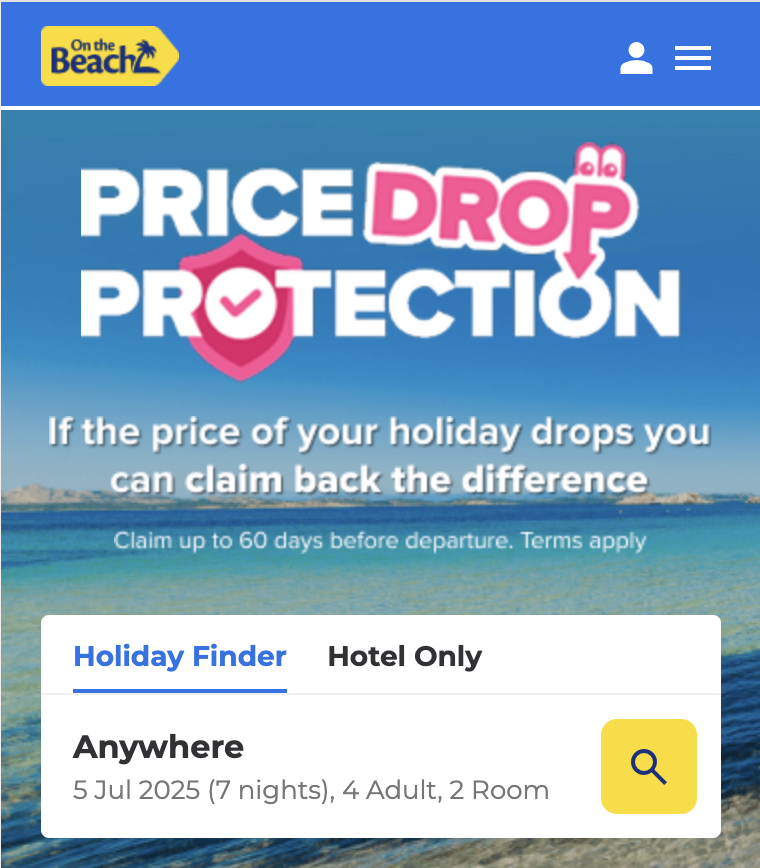 On the
Beach
PRICE DROP
PROTECTION
If the price of your holiday drops you
can claim back the difference
Claim up to 60 days before departure. Terms apply
Holiday Finder Hotel Only
Anywhere
5 Jul 2025 (7 nights), 4 Adult, 2 Room